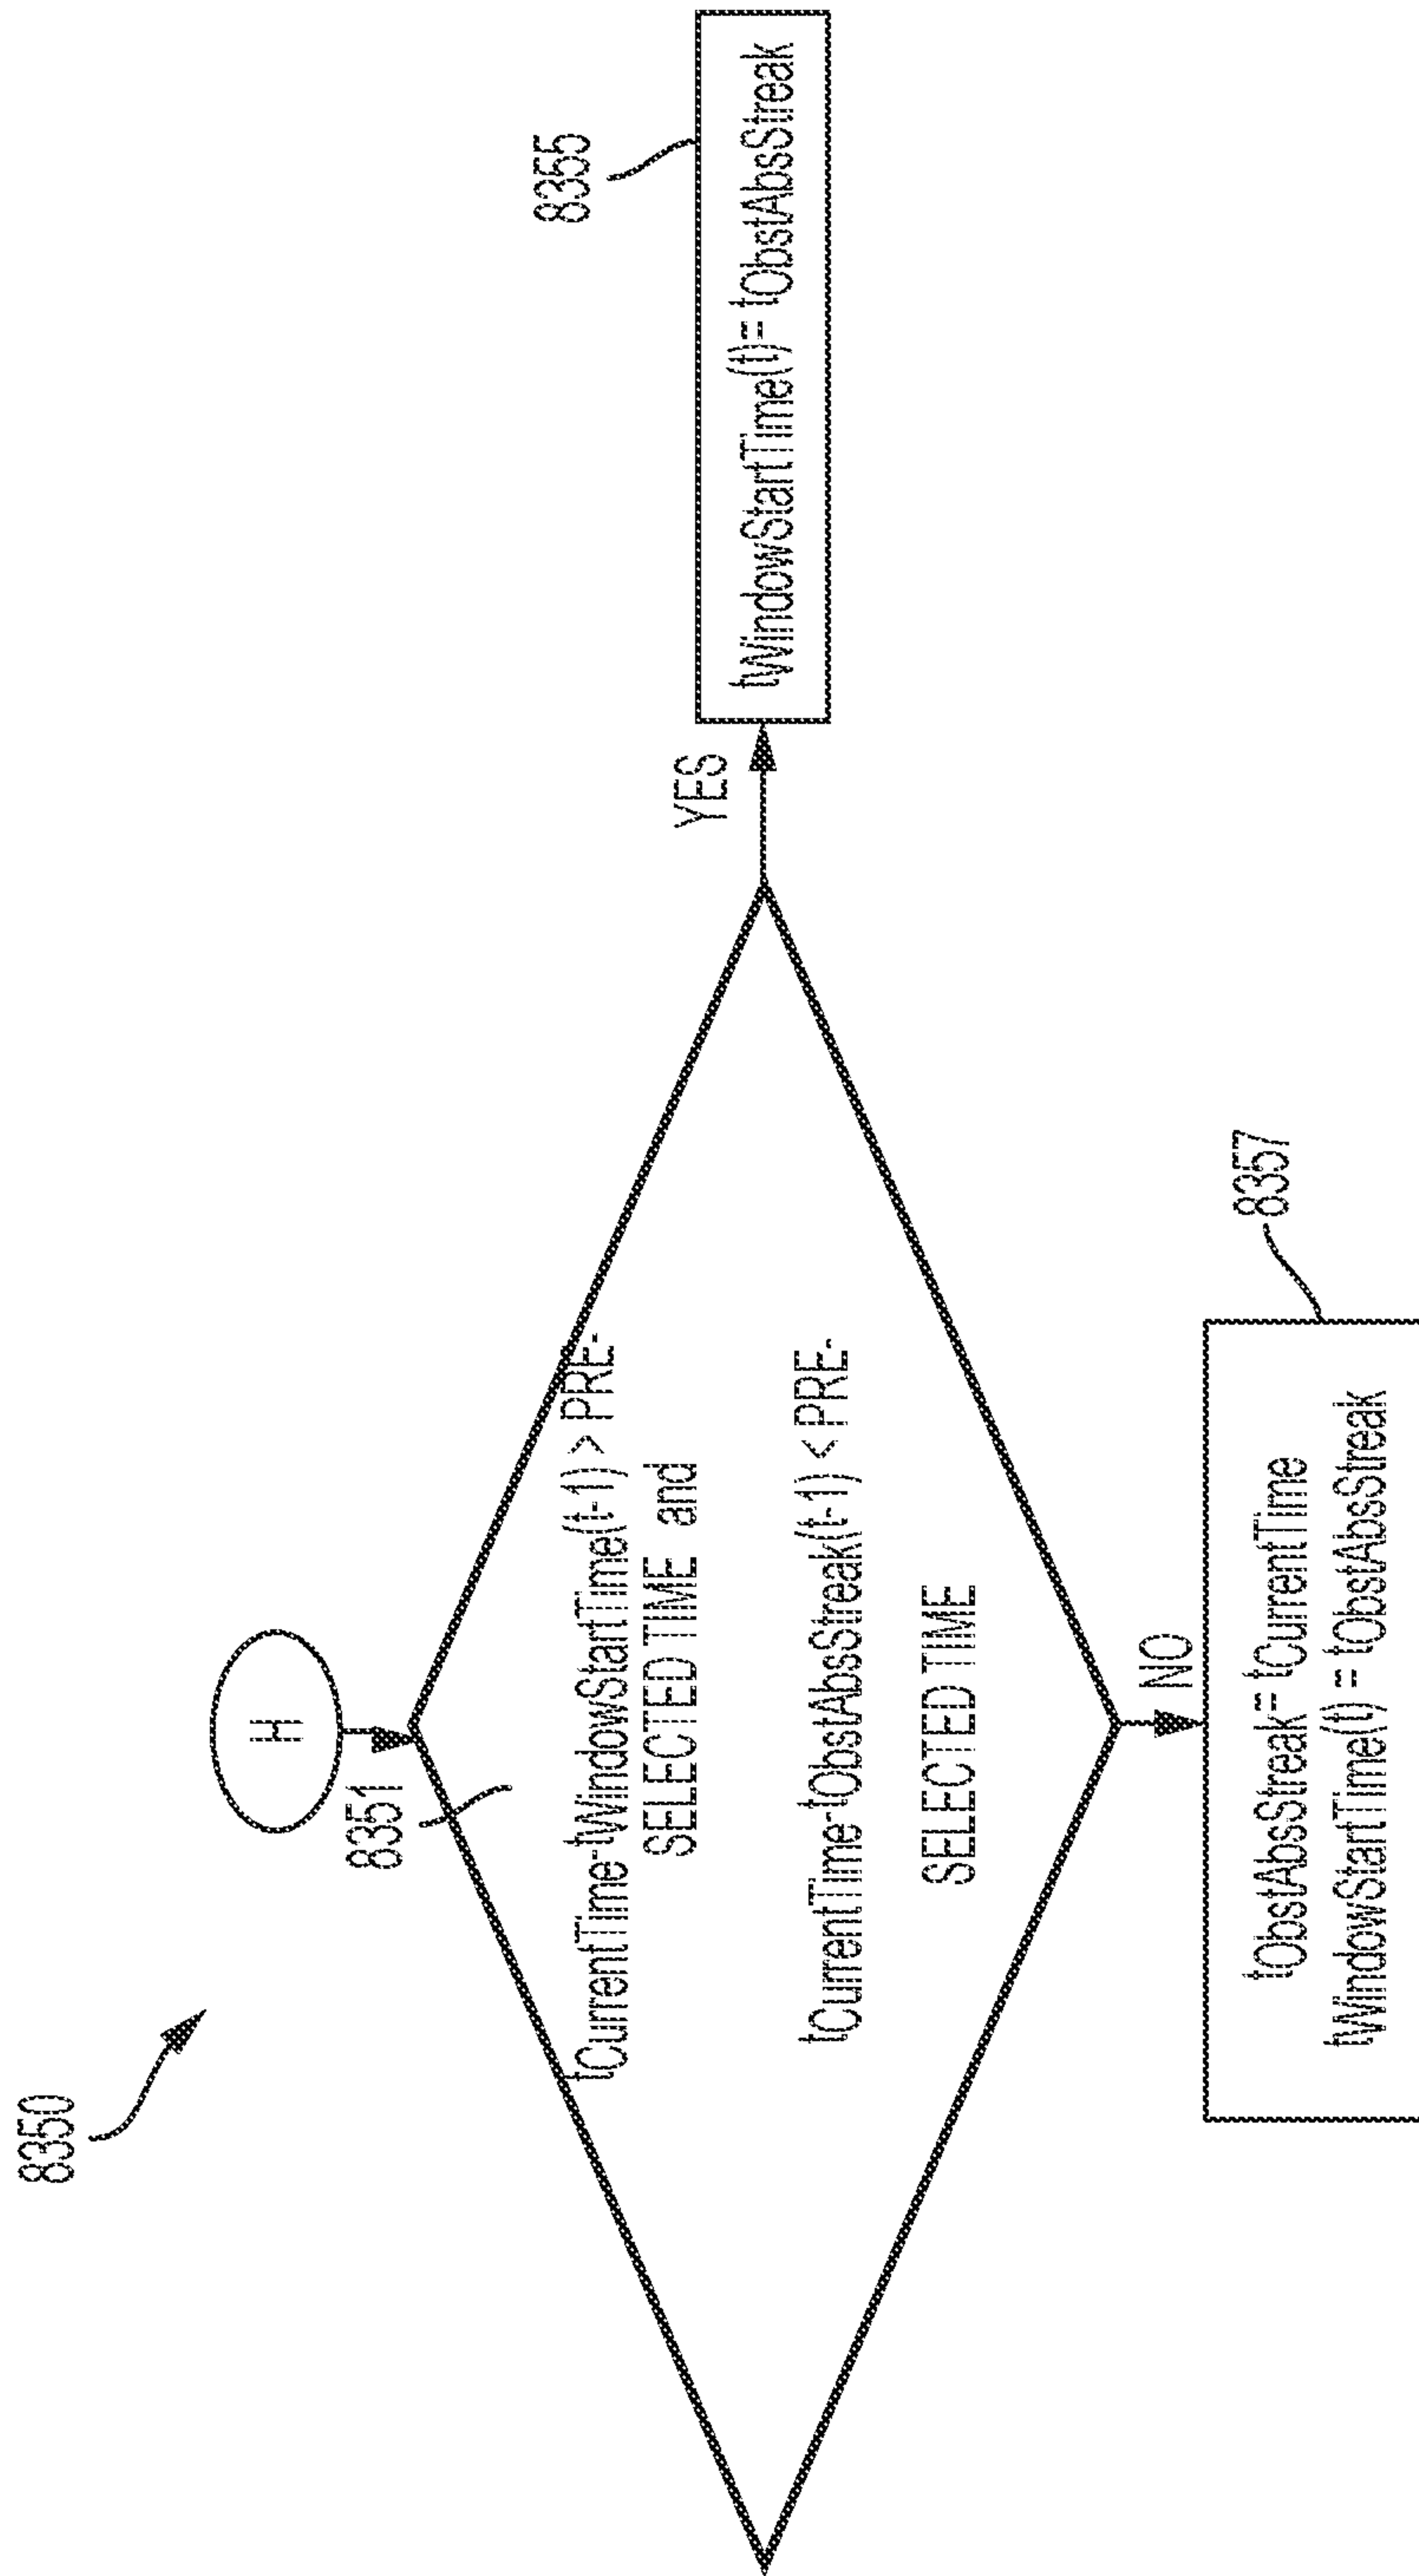 8350
H
8351
tCurrentTime-tWindowStartTime(t-1) > PRE-
SELECTED TIME and
tCurrentTime-tObstAbsStreak(t-1) < PRE-
SELECTED TIME
YES
8355
tWindowStartTime(t)= tObstAbsStreak
NO
8357
tObstAbsStreak= tCurrentTime
tWindowStartTime(t) = tObstAbsStreak